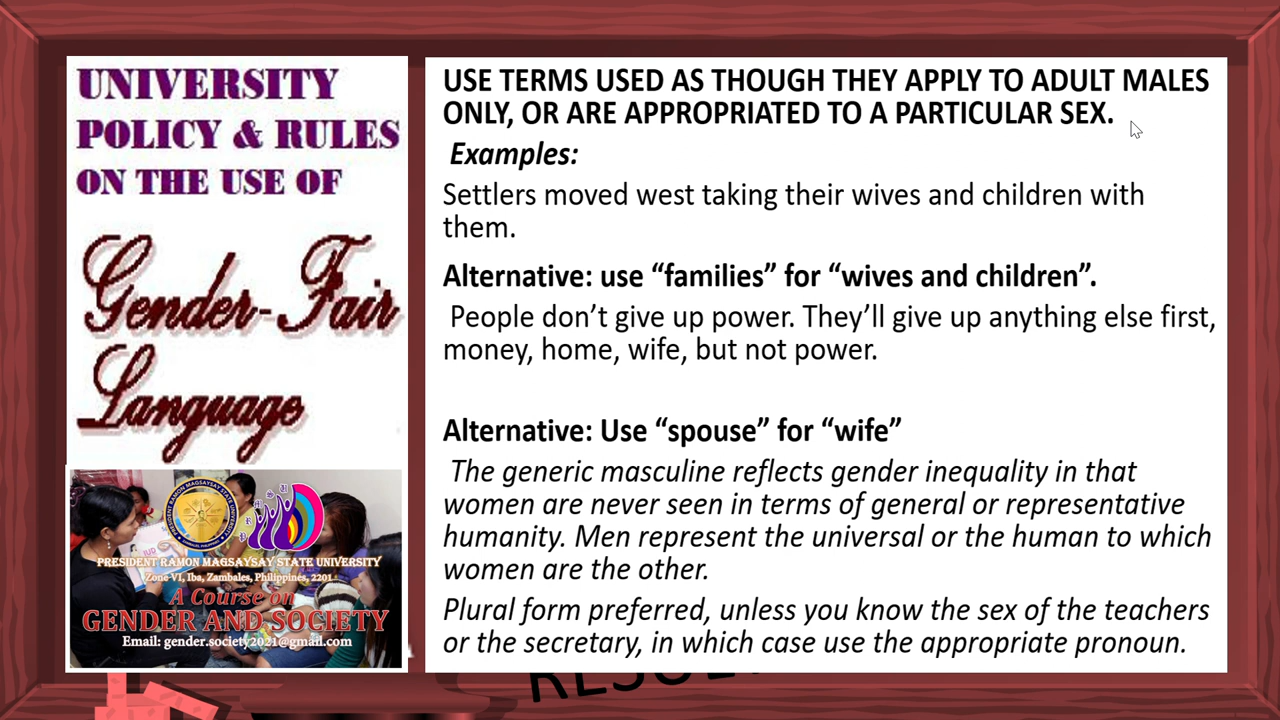 UNIVERSITY
POLICY & RULES
ON THE USE OF
Gender-Fair
Language
PRESIDENT RAMON MAGSAYSAY STATE UNIVERSITY
Zone-VI, Iba, Zambales, Philippines, 2201
A Course on
GENDER AND SOCIETY
Email: gender.society2021@gmail.com
USE TERMS USED AS THOUGH THEY APPLY TO ADULT MALES
ONLY, OR ARE APPROPRIATED TO A PARTICULAR SEX.
Examples:
Settlers moved west taking their wives and children with
them.
Alternative: use “families” for “wives and children”.
People don’t give up power. They’ll give up anything else first,
money, home, wife, but not power.
Alternative: Use “spouse” for “wife”
The generic masculine reflects gender inequality in that
women are never seen in terms of general or representative
humanity. Men represent the universal or the human to which
women are the other.
Plural form preferred, unless you know the sex of the teachers
or the secretary, in which case use the appropriate pronoun.